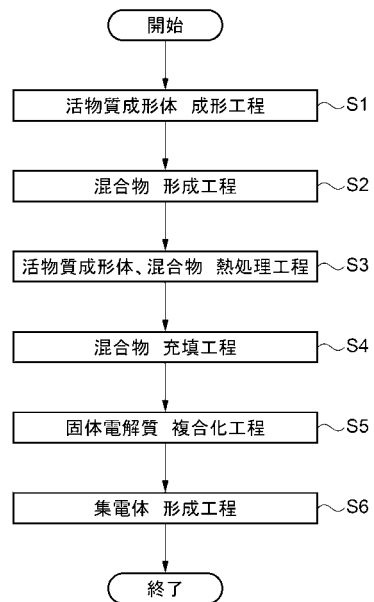 開始
活物質成形体 成形工程 S1
混合物 形成工程 S2
活物質成形体、混合物 熱処理工程 S3
混合物 充填工程 S4
固体電解質 複合化工程 S5
集電体 形成工程 S6
終了